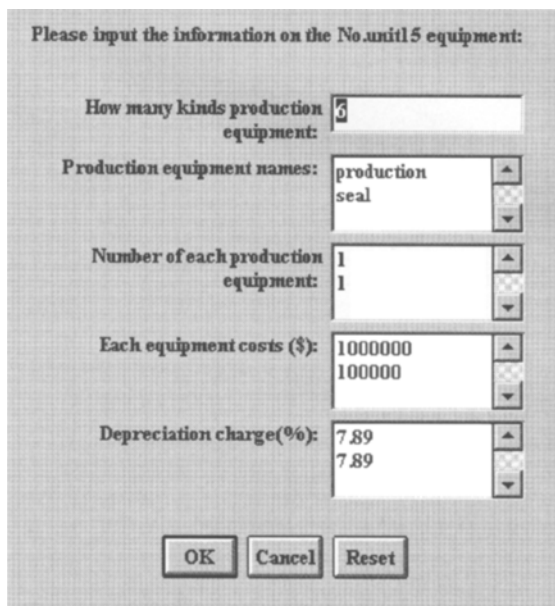 Please input the information on the No.unit15 equipment:
How many kinds production
equipment:
6
Production equipment names:
production
seal
Number of each production
equipment:
1
1
Each equipment costs ($):
1000000
100000
Depreciation charge(%):
7.89
7.89
OK Cancel Reset